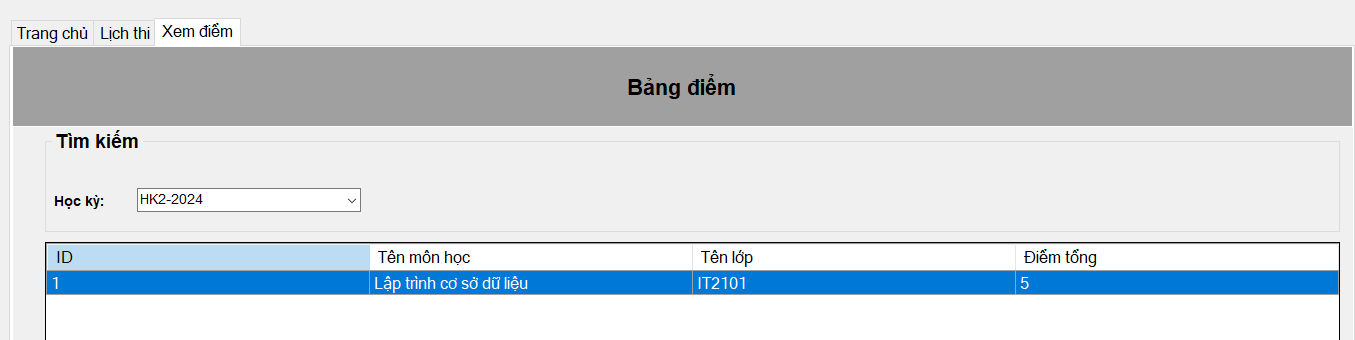 Trang chủ Lịch thi Xem điểm
Bảng điểm
Tìm kiếm
Học kỳ: HK2-2024
ID Tên môn học Tên lớp Điểm tổng
1 Lập trình cơ sở dữ liệu IT2101 5